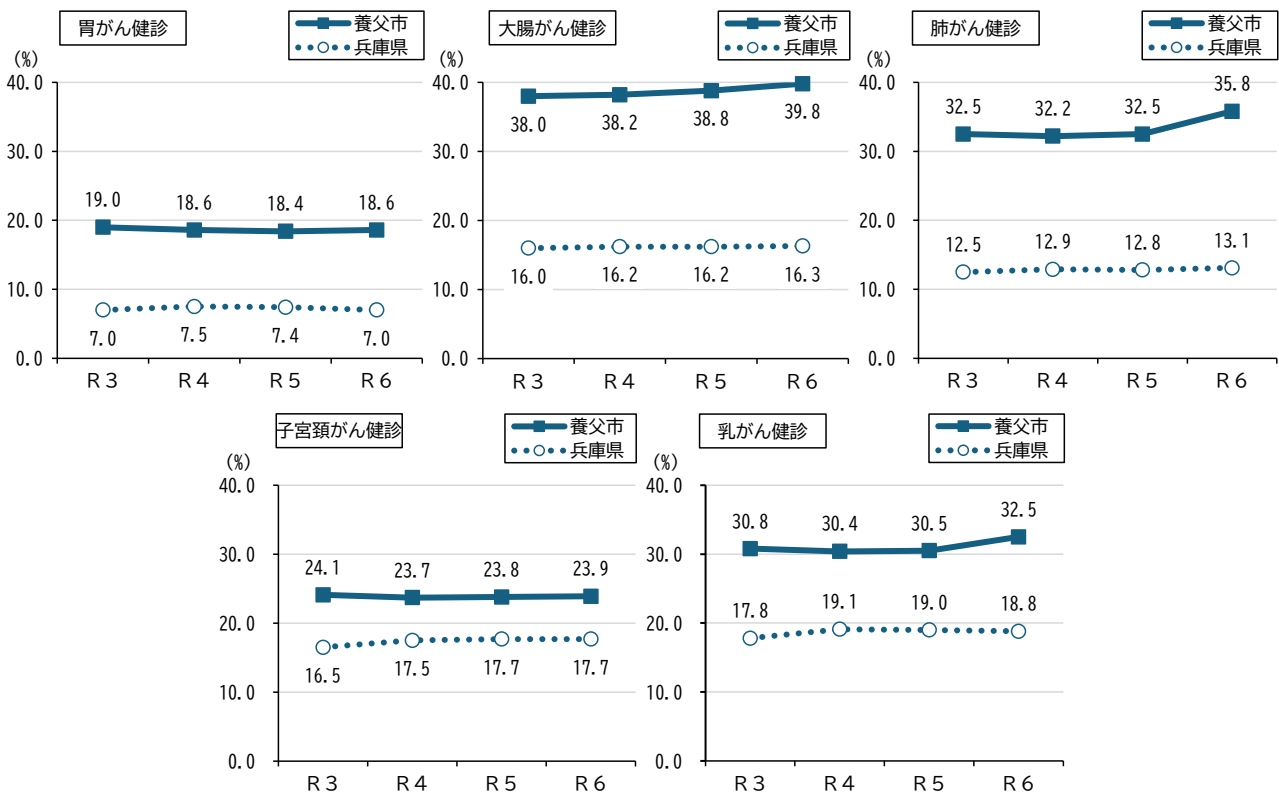 胃がん健診
養父市
兵庫県
(%)
40.0
30.0
20.0
10.0
0.0
19.0
18.6
18.4
18.6
7.0
7.5
7.4
7.0
R3
R4
R5
R6
大腸がん健診
養父市
兵庫県
(%)
40.0
30.0
20.0
10.0
0.0
38.0
38.2
38.8
39.8
16.0
16.2
16.2
16.3
R3
R4
R5
R6
肺がん健診
養父市
兵庫県
(%)
40.0
30.0
20.0
10.0
0.0
32.5
32.2
32.5
35.8
12.5
12.9
12.8
13.1
R3
R4
R5
R6
子宮頚がん健診
養父市
兵庫県
(%)
40.0
30.0
20.0
10.0
0.0
24.1
23.7
23.8
23.9
16.5
17.5
17.7
17.7
R3
R4
R5
R6
乳がん健診
養父市
兵庫県
(%)
40.0
30.0
20.0
10.0
0.0
30.8
30.4
30.5
32.5
17.8
19.1
19.0
18.8
R3
R4
R5
R6